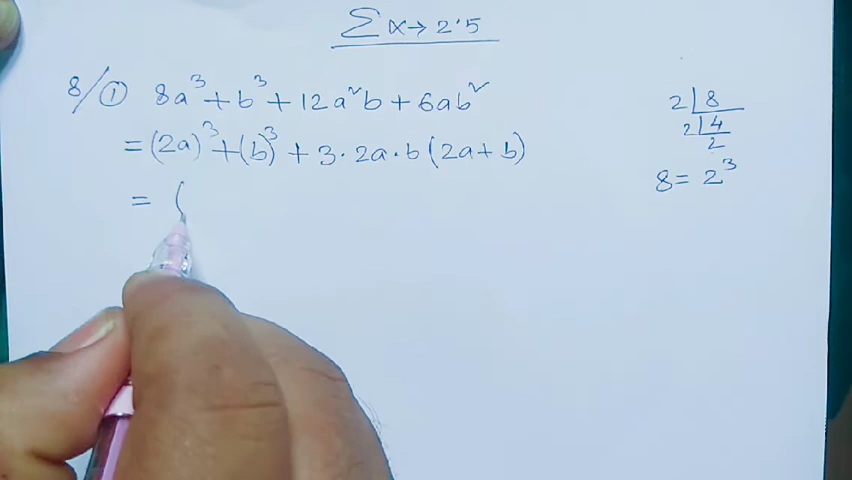 ∑x → 2.5
8/① 8a³ + b³ + 12a²b + 6ab²
= (2a)³ + (b)³ + 3·2a·b (2a + b)
= (
2 | 8
2 | 4
2
8 = 2³